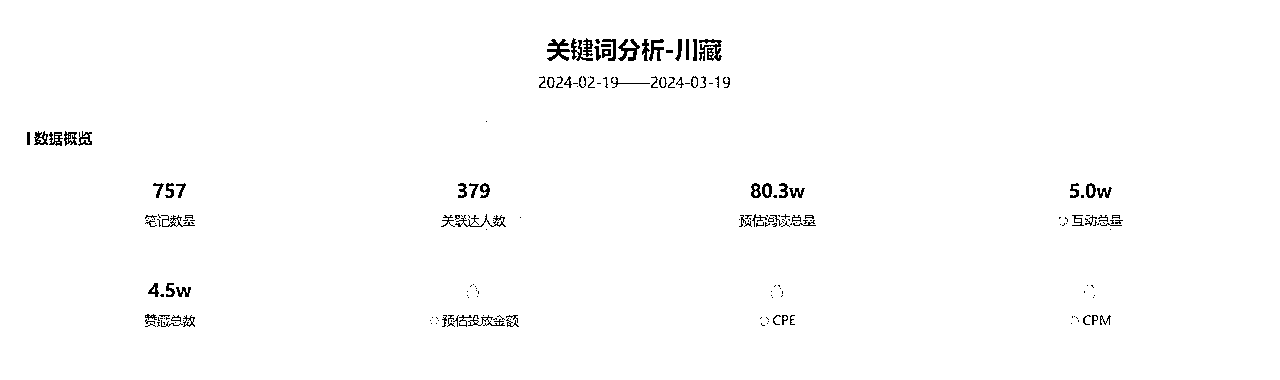 关键词分析-川藏
2024-02-19——2024-03-19
数据概览
757 379 80.3w 5.0w
笔记数量 关联达人数 预估阅读总量 互动总量
4.5w
赞藏总数 预估投放金额 CPE CPM